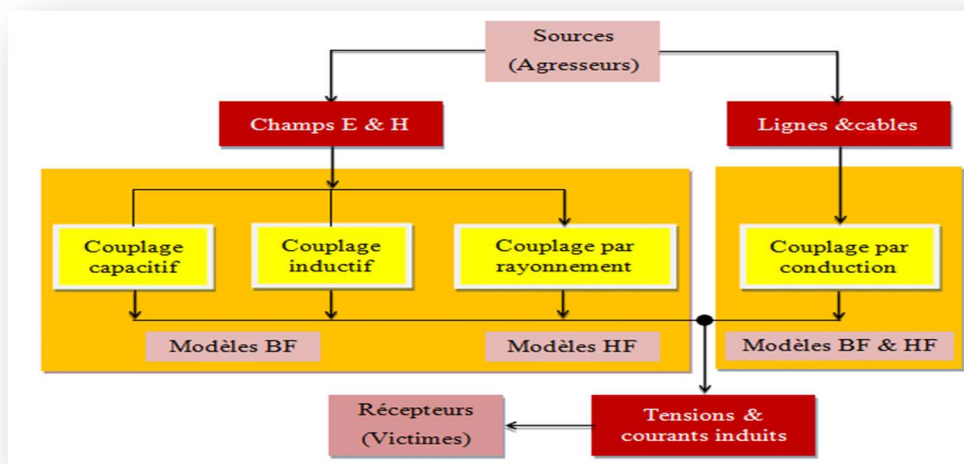 Sources
(Agresseurs)
Champs E & H
Lignes &cables
Couplage
capacitif
Couplage
inductif
Couplage par
rayonnement
Couplage par
conduction
Modèles BF
Modèles HF
Modèles BF & HF
Récepteurs
(Victimes)
Tensions &
courants induits